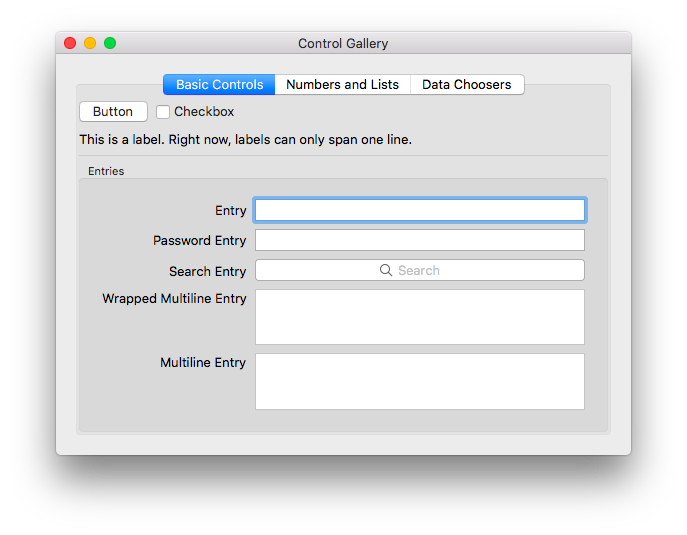 Control Gallery
Basic Controls Numbers and Lists Data Choosers
Button Checkbox
This is a label. Right now, labels can only span one line.
Entries
Entry
Password Entry
Search Entry Search
Wrapped Multiline Entry
Multiline Entry